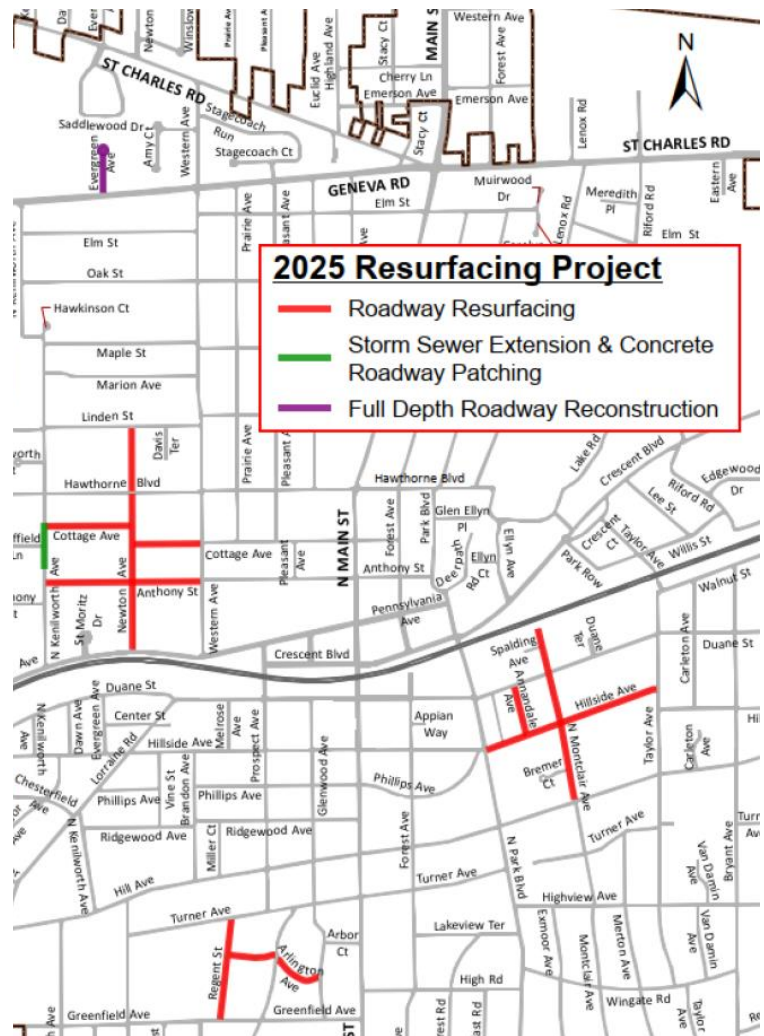 Newton
Winslow
Prairie Ave
Pleasant Ave
Euclid Ave
Highland Ave
Stacy Ct
MAIN ST
Western Ave
Forest Ave
N
ST CHARLES RD
Cherry Ln
Emerson Ave
Emerson Ave
Saddlewood Dr
Amy Ct
Western Ave
Stagecoach
Run
Stagecoach Ct
Stacy Ct
Lenox Rd
ST CHARLES RD
Evergreen
Ave
GENEVA RD
Muirwood
Dr
Meredith
Pl
Eastern
Ave
Elm St
Prairie Ave
Lenox Rd
Riford Rd
Elm St
Elm St
Oak St
Hawkinson Ct
2025 Resurfacing Project
Roadway Resurfacing
Storm Sewer Extension & Concrete
Roadway Patching
Full Depth Roadway Reconstruction
Maple St
Marion Ave
Linden St
Davis
Ter
Prairie Ave
Lake Rd
Crescent Blvd
Hawthorne Blvd
Hawthorne Blvd
Edgewood
Dr
Riford Rd
Lee St
N MAIN ST
Forest Ave
Park Blvd
Glen Ellyn
Pl
Ellyn Ave
Crescent
Ct
Taylor Ave
Willis St
Cottage Ave
Cottage Ave
Pleasant
Ave
Anthony St
Deerpath
Rd
Ellyn
Ct
Park Row
Walnut St
N Kenilworth Ave
St Moritz
Dr
Newton Ave
Anthony St
Western Ave
Pennsylvania
Ave
Crescent Blvd
Ave
Spalding
Ave
Duane
Ter
Carleton Ave
Duane St
Duane St
Annandale
Ave
Hillside Ave
N Kenilworth
Ave
Dawn Ave
Evergreen Ave
Center St
Lorraine Rd
Hillside Ave
Melrose
Ave
Prospect Ave
Glenwood Ave
Appian
Way
N Montclair Ave
Taylor Ave
Carleton
Ave
Bremer
Ct
Chesterfield
Ave
Phillips Ave
Vine St
Brandon Ave
Phillips Ave
Phillips Ave
Forest Ave
N Park Blvd
Turner Ave
N Kenilworth Ave
Ridgewood Ave
Miller Ct
Ridgewood Ave
Van Damin
Ave
Bryant Ave
Hill Ave
Turner Ave
Highview Ave
Turner Ave
Regent St
Arlington
Ave
Arbor
Ct
Lakeview Ter
Exmoor Ave
Montclair Ave
Merton Ave
Van Damin
Ave
High Rd
Wingate Rd
Taylor
Greenfield Ave
Greenfield Ave